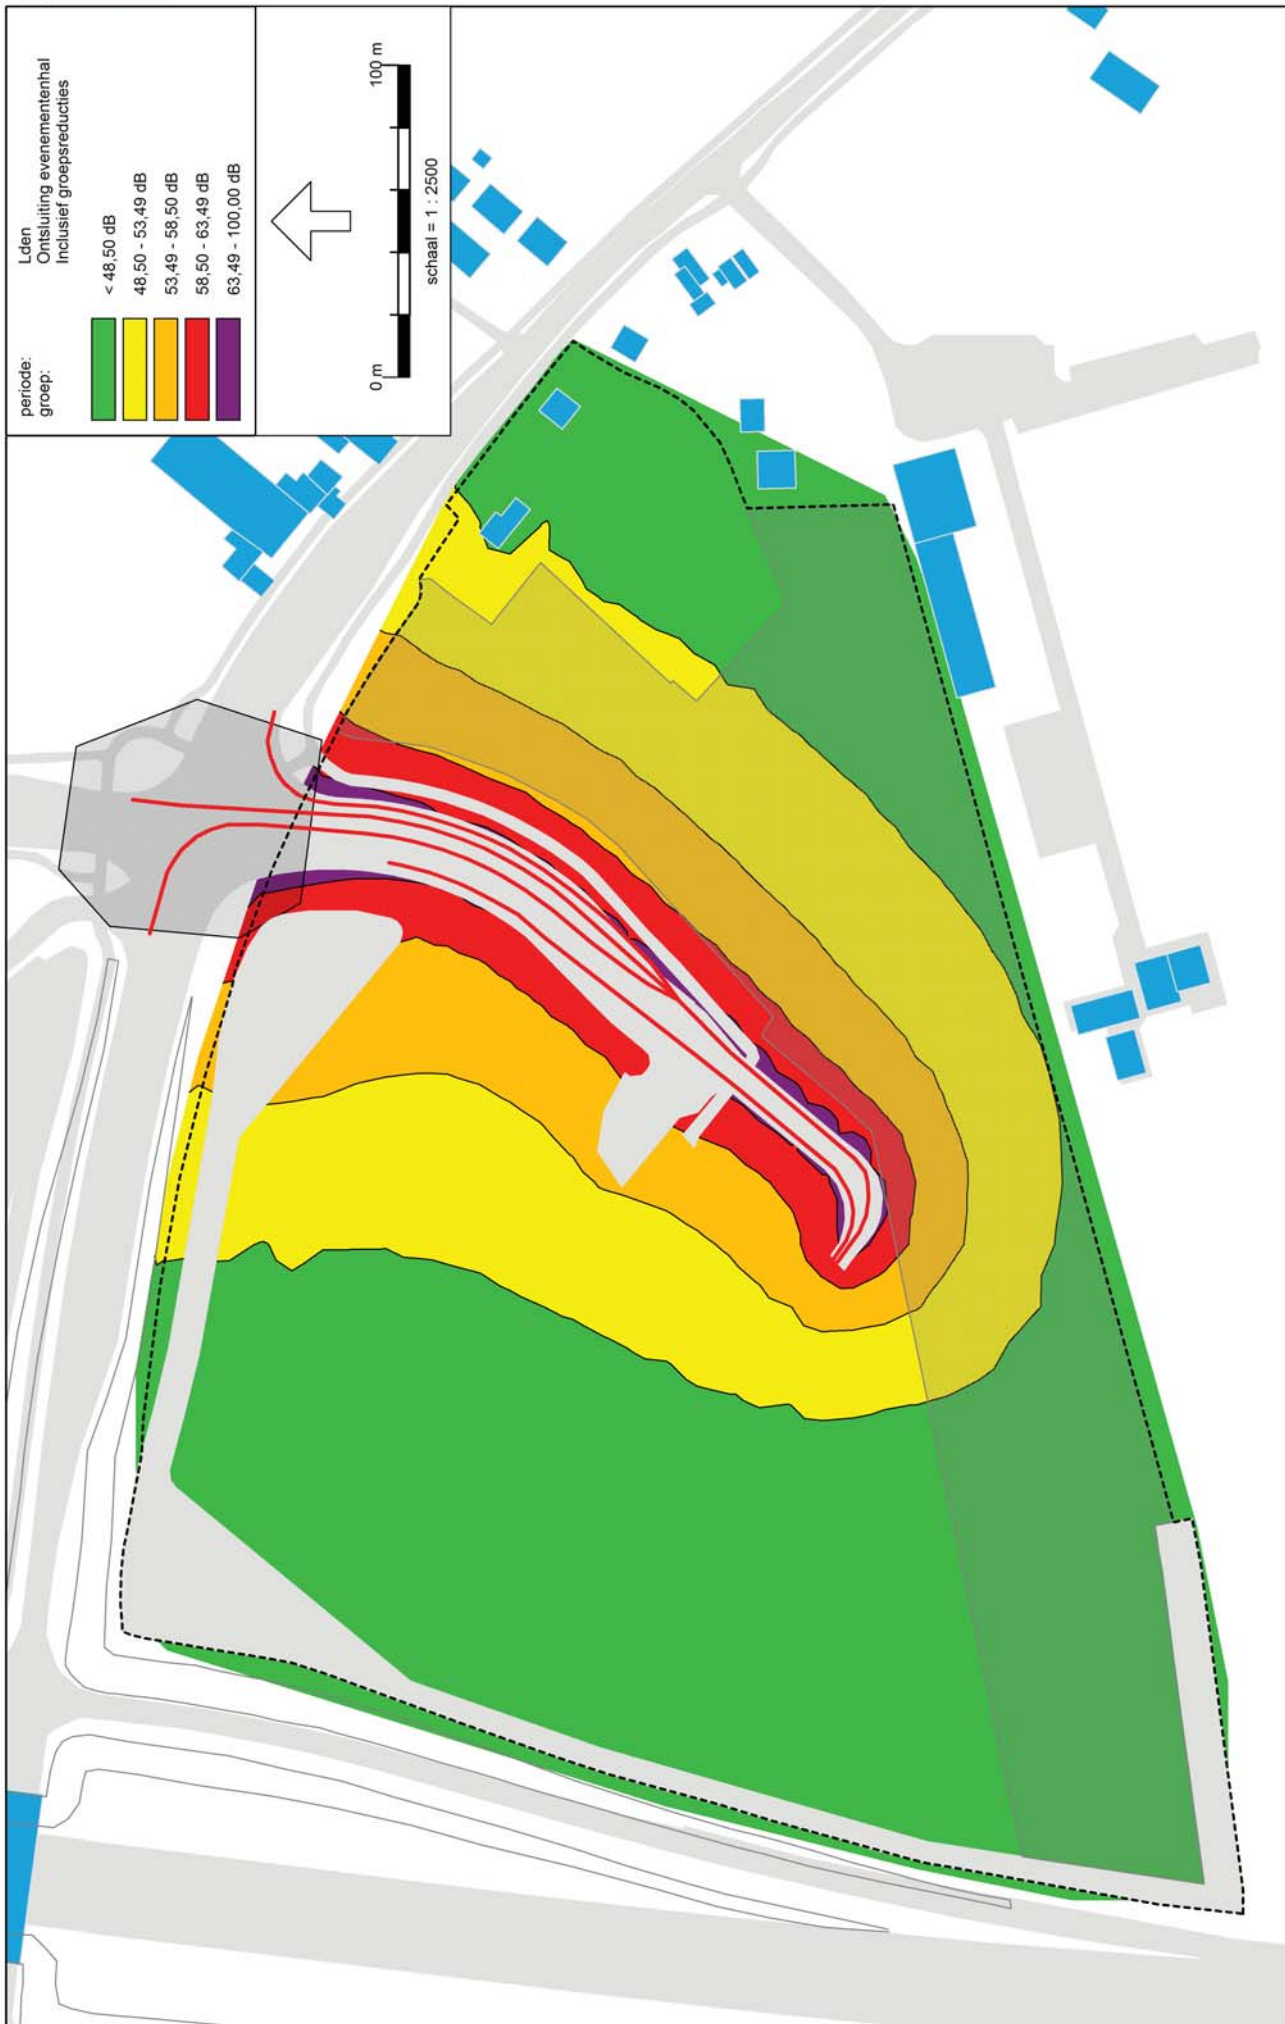 periode: Lden
groep: Ontsluiting evenemententenhal
Inclusief groepsreducties
< 48,50 dB
48,50 - 53,49 dB
53,49 - 58,50 dB
58,50 - 63,49 dB
63,49 - 100,00 dB
0 m 100 m
schaal = 1 : 2500